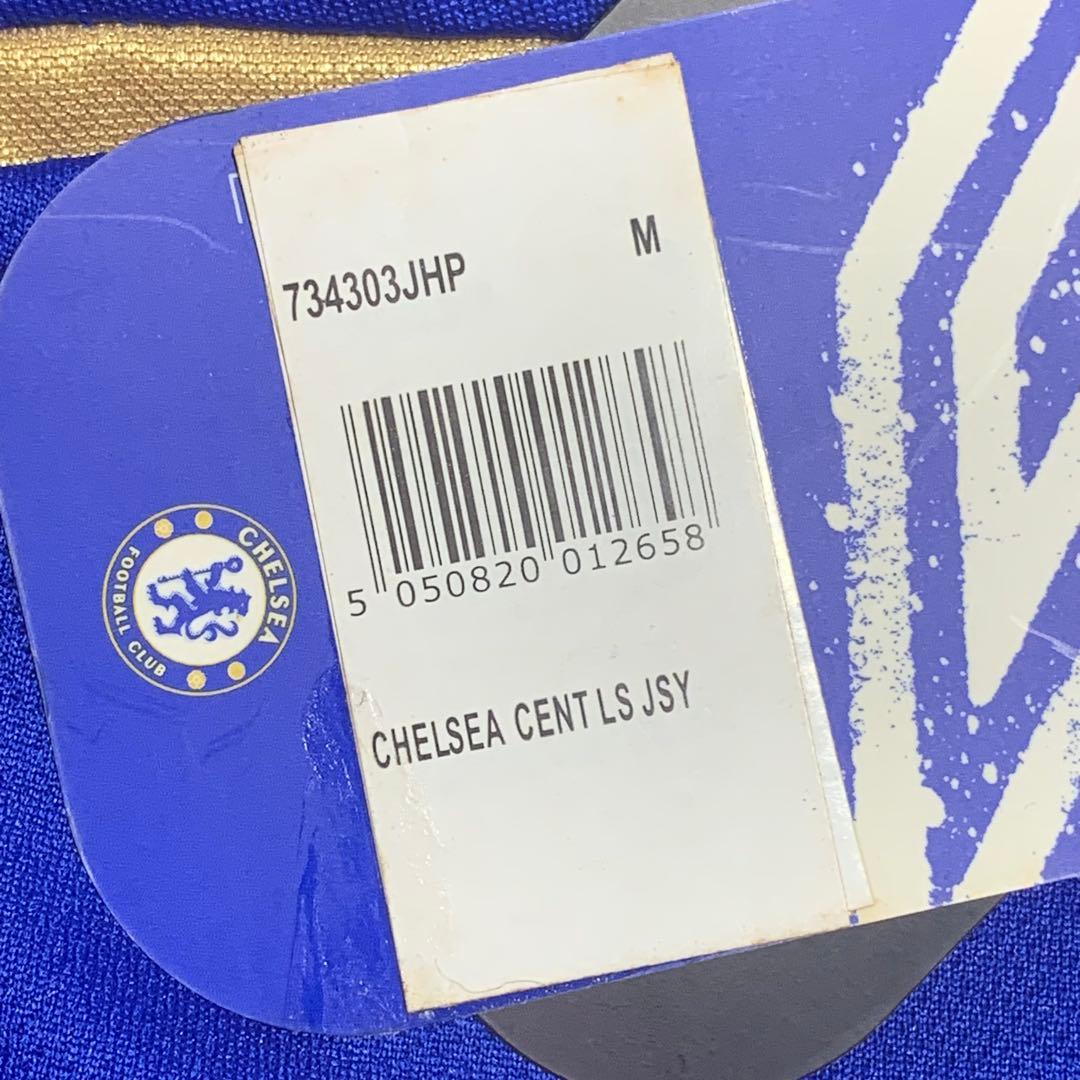 734303JHP
M
5 050820 012658
CHELSEA CENT LS JSY
CHELSEA
FOOTBALL CLUB